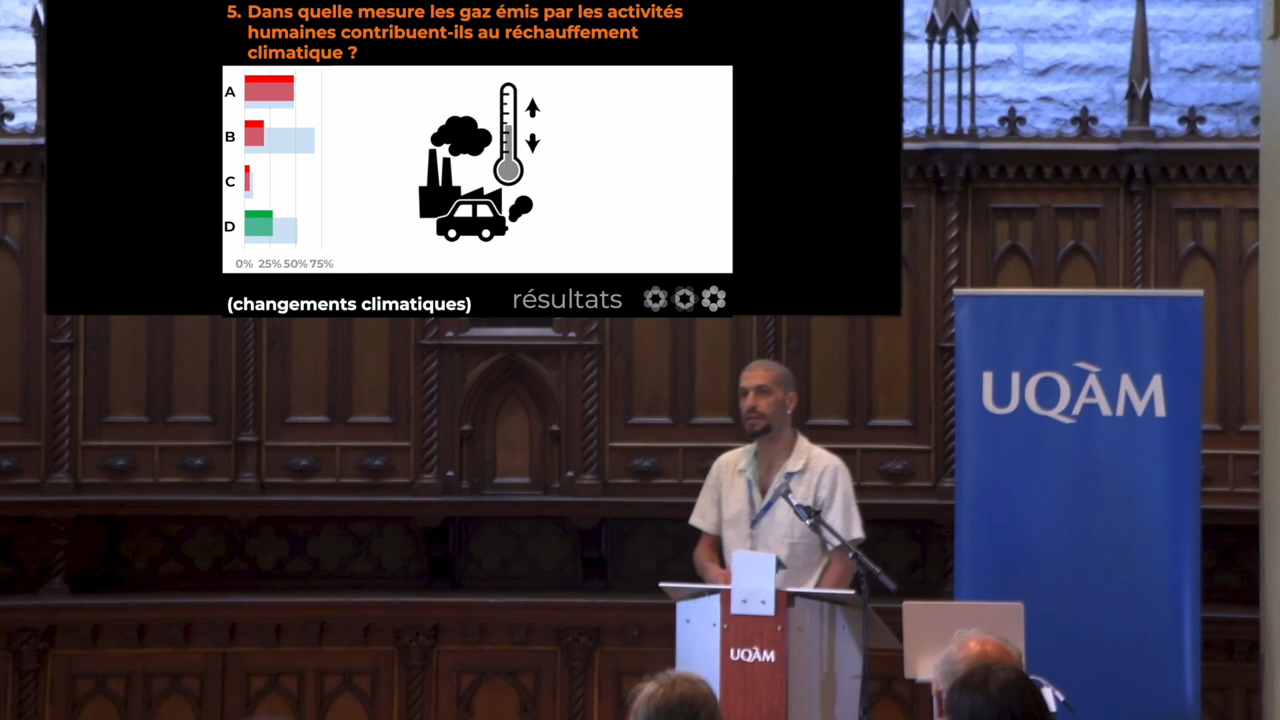 5. Dans quelle mesure les gaz émis par les activités
humaines contribuent-ils au réchauffement
climatique ?
A
B
C
D
0% 25% 50% 75%
(changements climatiques) résultats
UQÀM
UQÀM